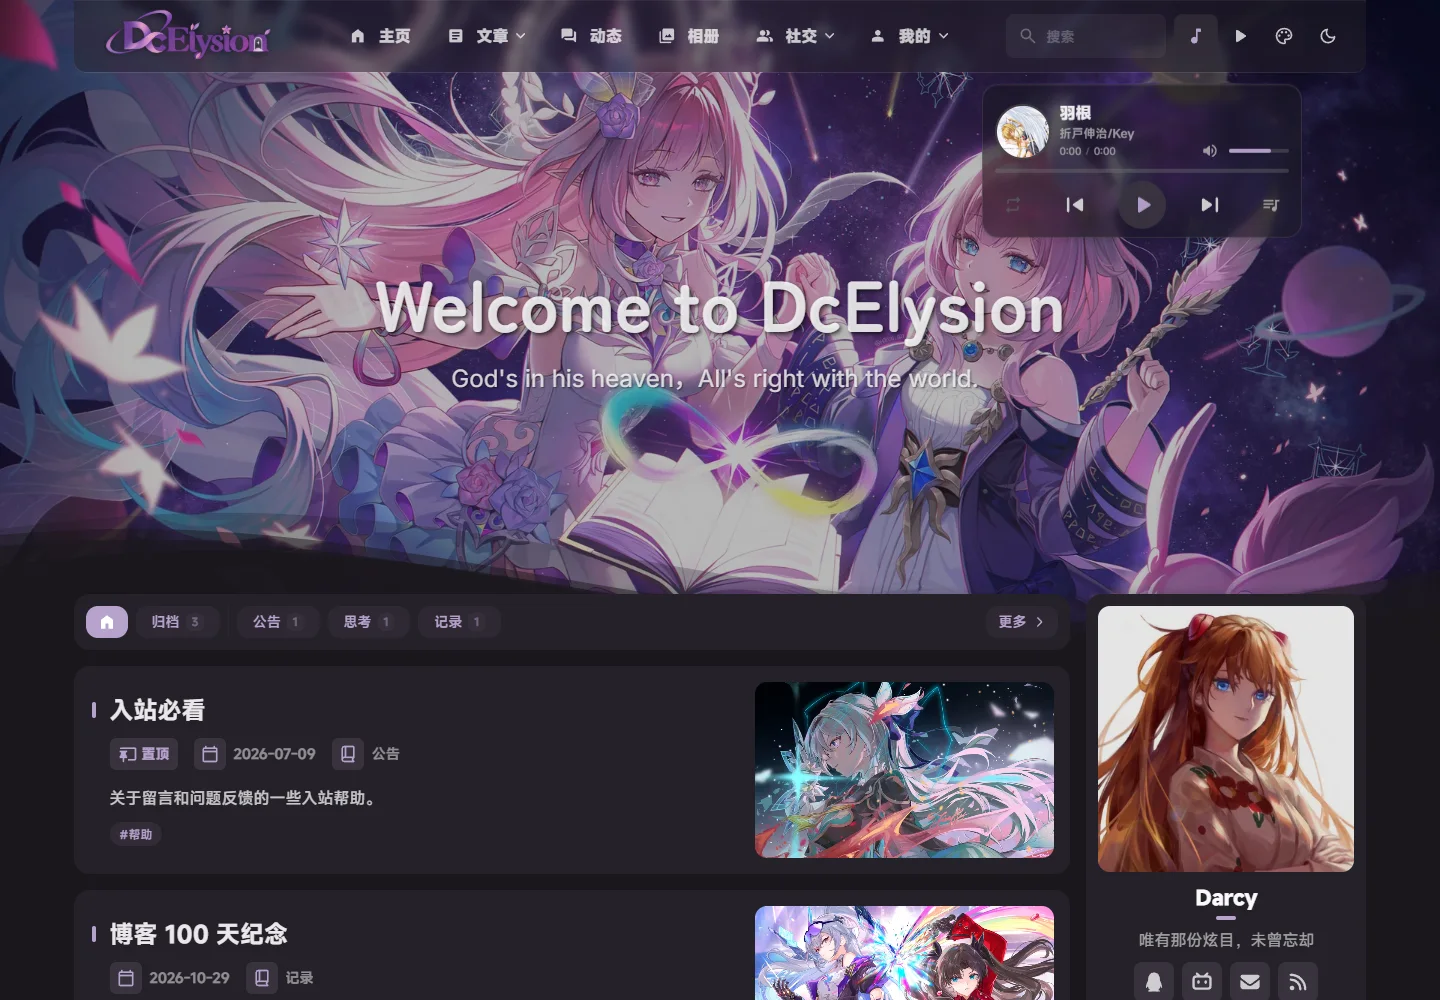 DcElysion
主页
文章
动态
相册
社交
我的
搜索
羽根
折戸伸治/Key
0:00 / 0:00
Welcome to DcElysion
God's in his heaven，All's right with the world.
归档 3
公告 1
思考 1
记录 1
更多
入站必看
置顶 2026-07-09 公告
关于留言和问题反馈的一些入站帮助。
#帮助
博客 100 天纪念
2026-10-29 记录
Darcy
唯有那份炫目，未曾忘却